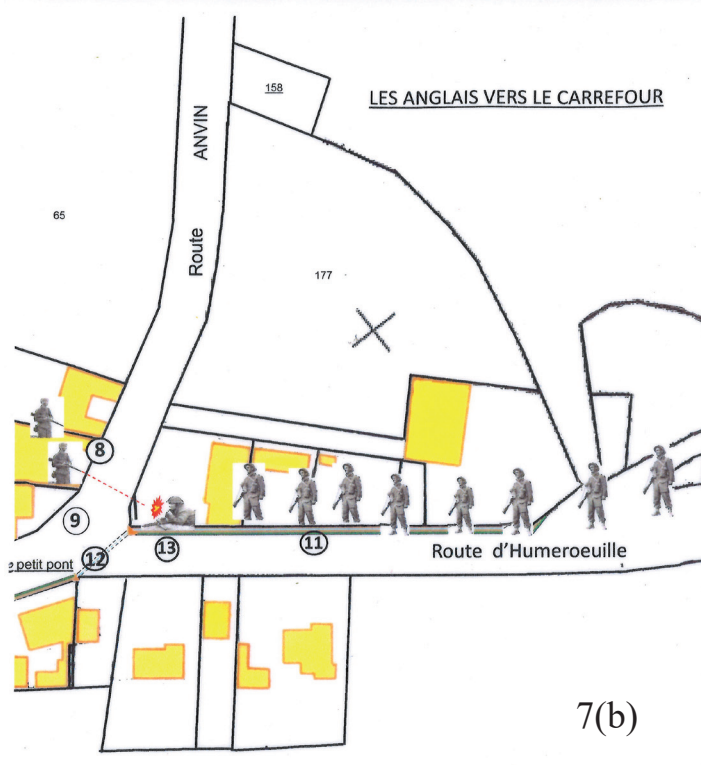 158
LES ANGLAIS VERS LE CARREFOUR
Route ANVIN
65
177
8
9
12
13
11
Route d'Humeroeuille
petit pont
7(b)